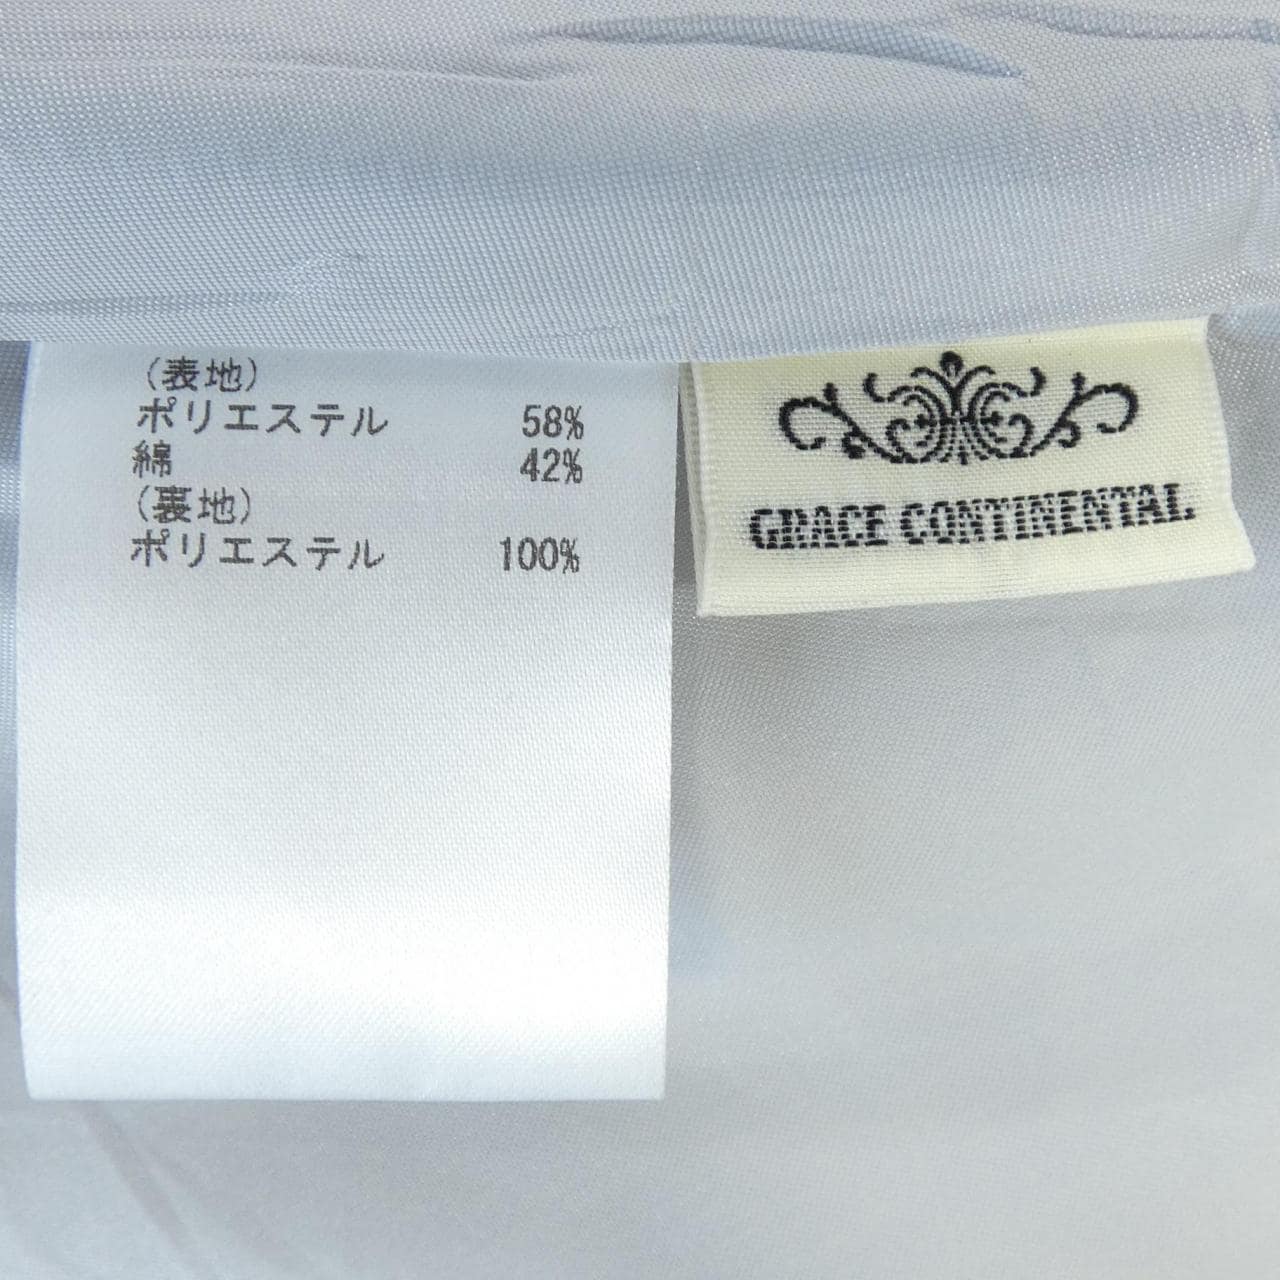 (表地)
ポリエステル 58%
綿 42%
(裏地)
ポリエステル 100%
GRACE CONTINENTAL